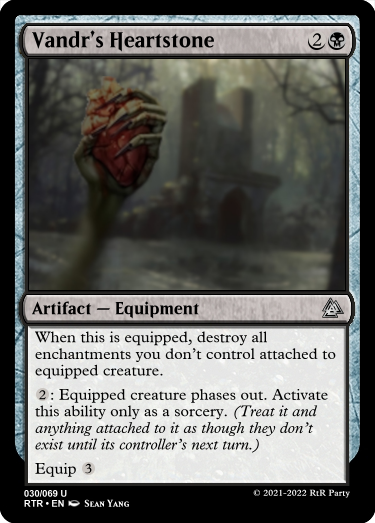 Vandr's Heartstone 2
Artifact — Equipment
When this is equipped, destroy all
enchantments you don't control attached to
equipped creature.
2: Equipped creature phases out. Activate
this ability only as a sorcery. (Treat it and
anything attached to it as though they don't
exist until its controller's next turn.)
Equip 3
030/069 U
RTR • EN Sean Yang © 2021-2022 RtR Party